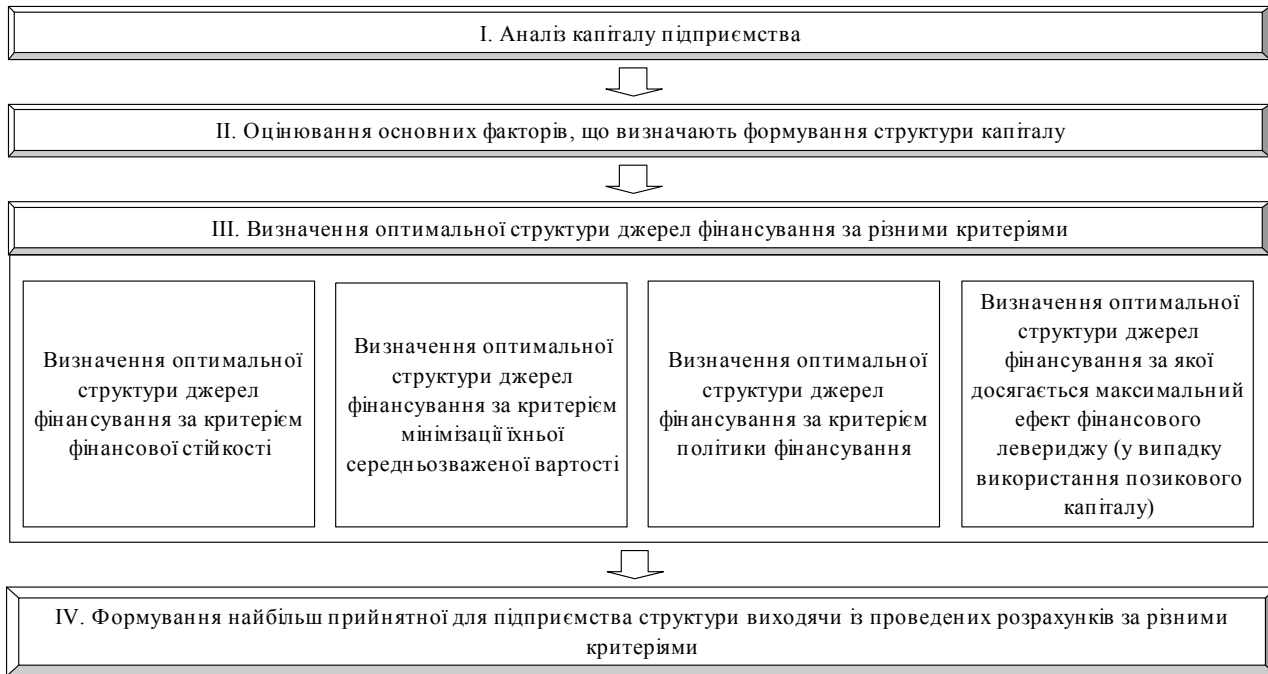 I. Аналіз капіталу підприємства
II. Оцінювання основних факторів, що визначають формування структури капіталу
III. Визначення оптимальної структури джерел фінансування за різними критеріями
Визначення оптимальної
структури джерел
фінансування за критерієм
фінансової стійкості
Визначення оптимальної
структури джерел
фінансування за критерієм
мінімізації їхньої
середньозваженої вартості
Визначення оптимальної
структури джерел
фінансування за критерієм
політики фінансування
Визначення оптимальної
структури джерел
фінансування за якої
досягається максимальний
ефект фінансового
левериджу (у випадку
використання позикового
капіталу)
IV. Формування найбільш прийнятної для підприємства структури виходячи із проведених розрахунків за різними
критеріями